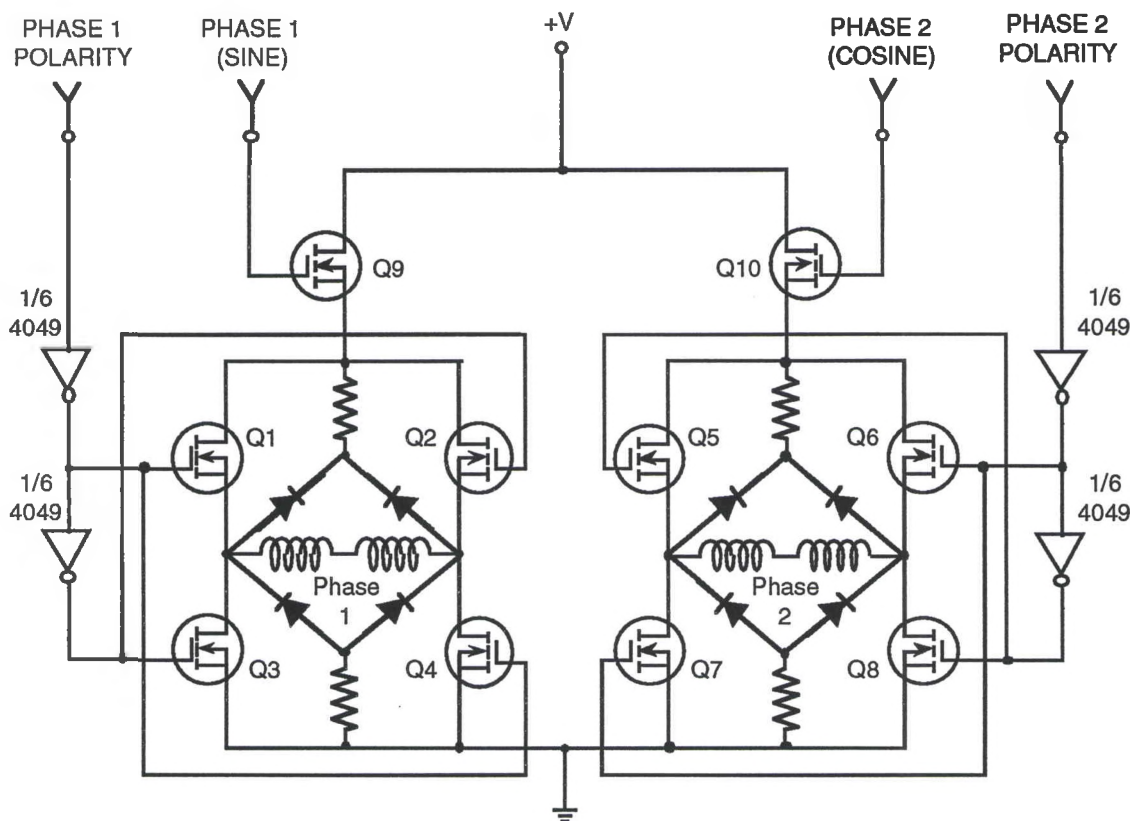 PHASE 1
POLARITY
PHASE 1
(SINE)
+V
PHASE 2
(COSINE)
PHASE 2
POLARITY
Q9
Q10
1/6
4049
1/6
4049
Q1
Q2
Q5
Q6
1/6
4049
1/6
4049
Phase
1
Phase
2
Q3
Q4
Q7
Q8